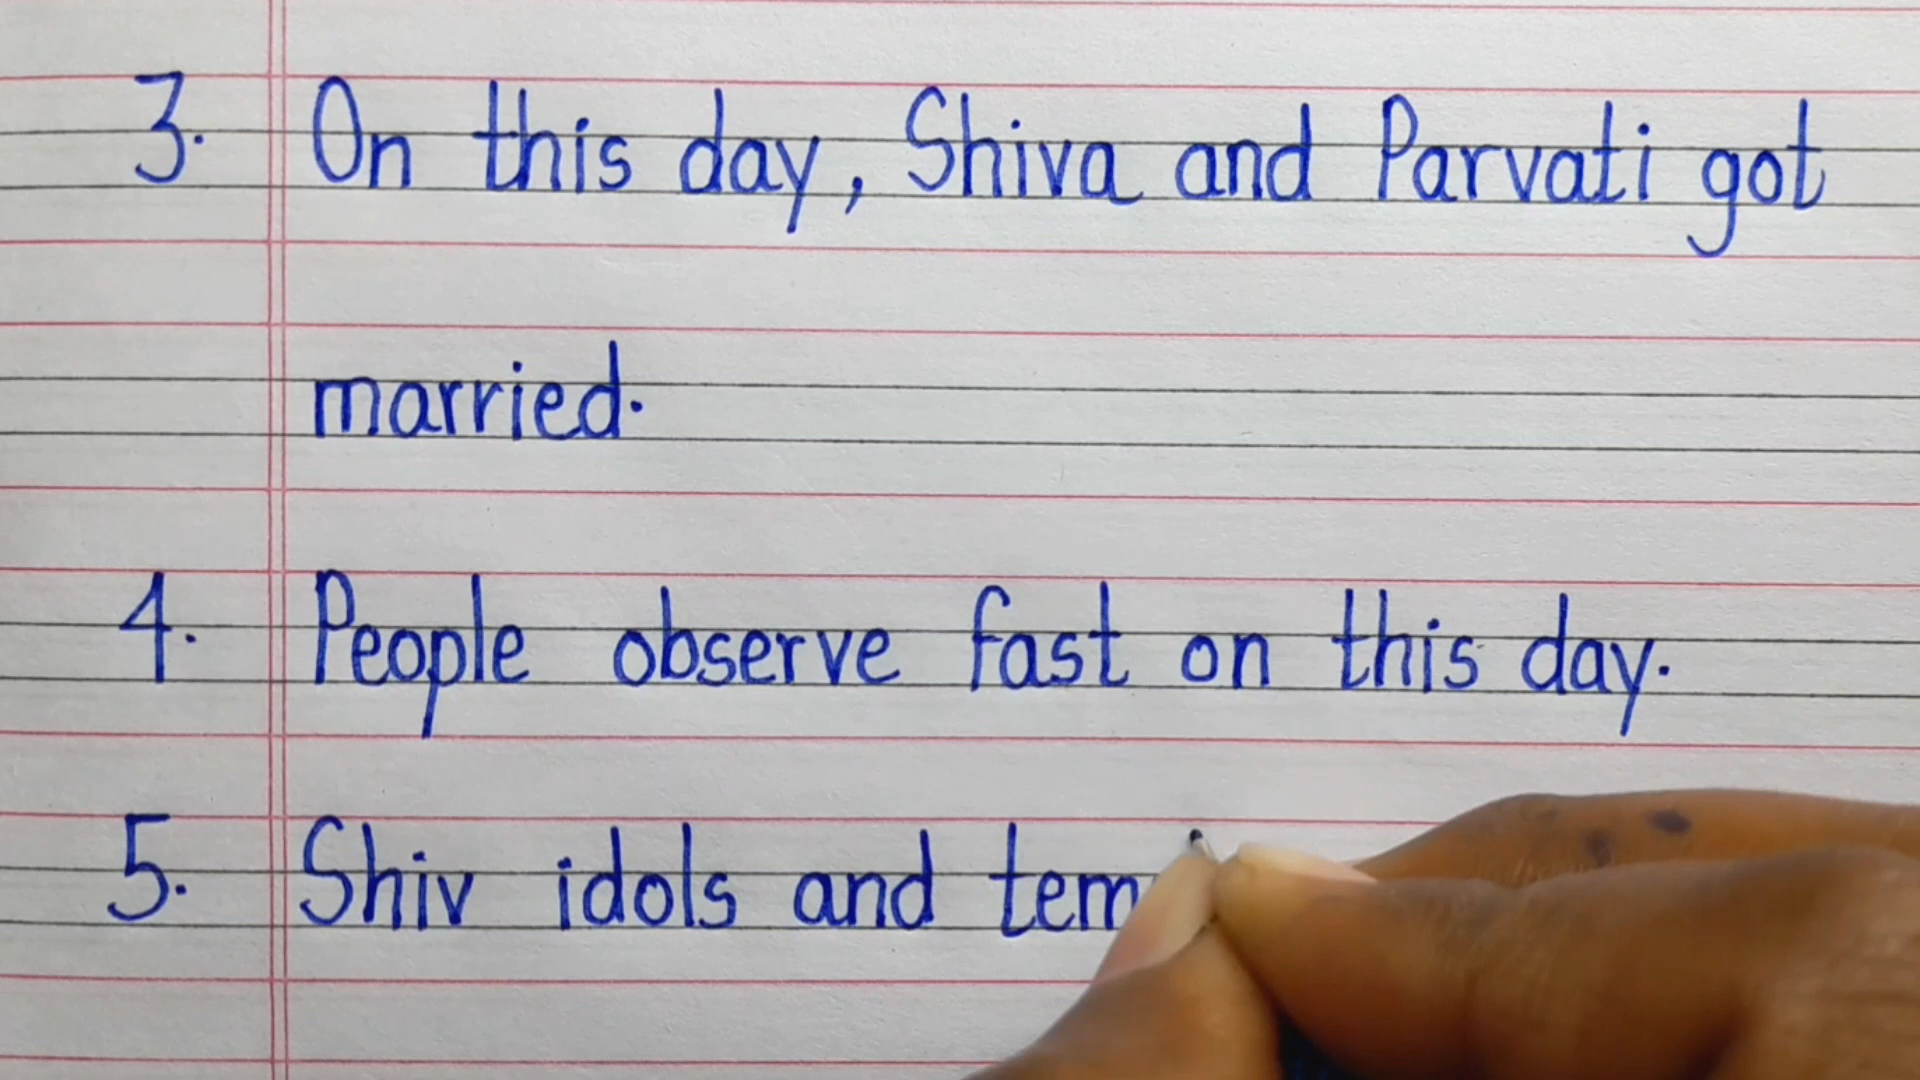 3. On this day, Shiva and Parvati got
married.
4. People observe fast on this day.
5. Shiv idols and tem